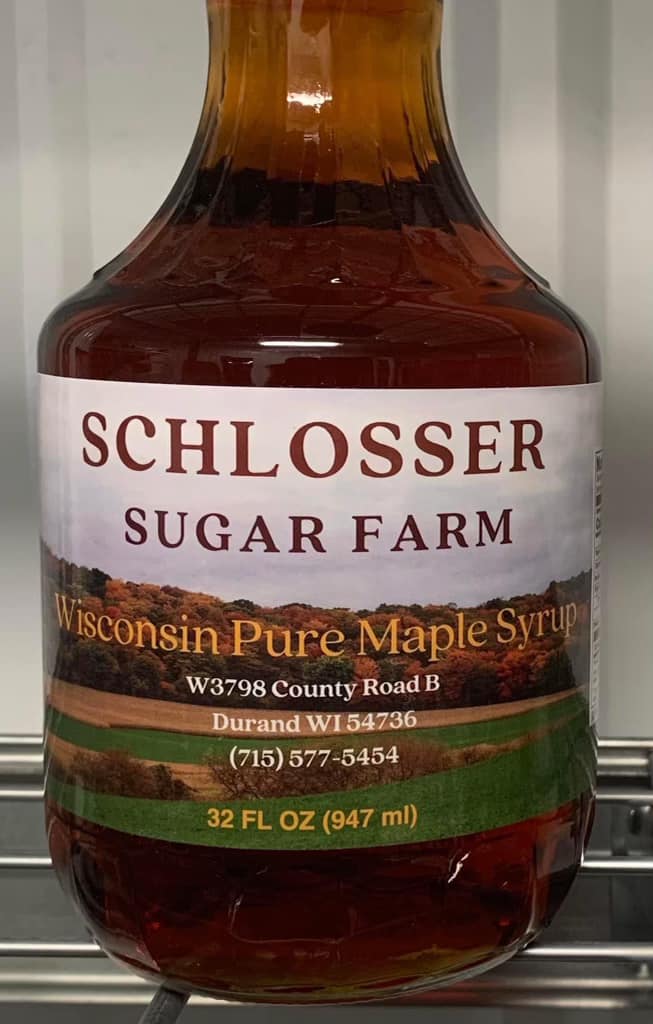 SCHLOSSER
SUGAR FARM
Wisconsin Pure Maple Syrup
W3798 County Road B
Durand WI 54736
(715) 577-5454
32 FL OZ (947 ml)